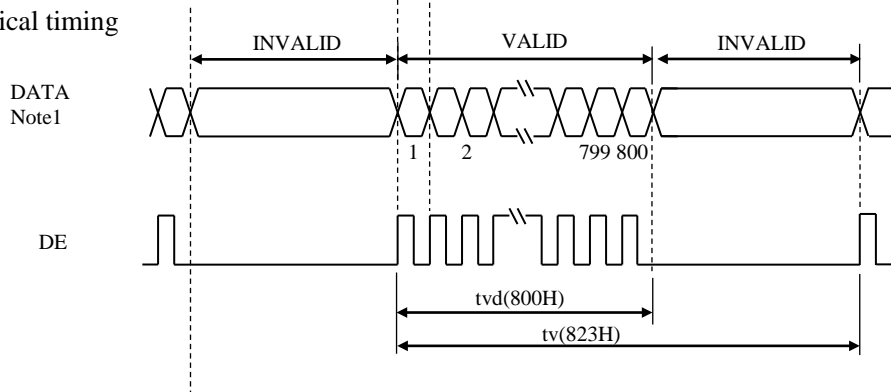 ical timing
INVALID VALID INVALID
DATA
Note1
1 2 799 800
DE
tvd(800H)
tv(823H)